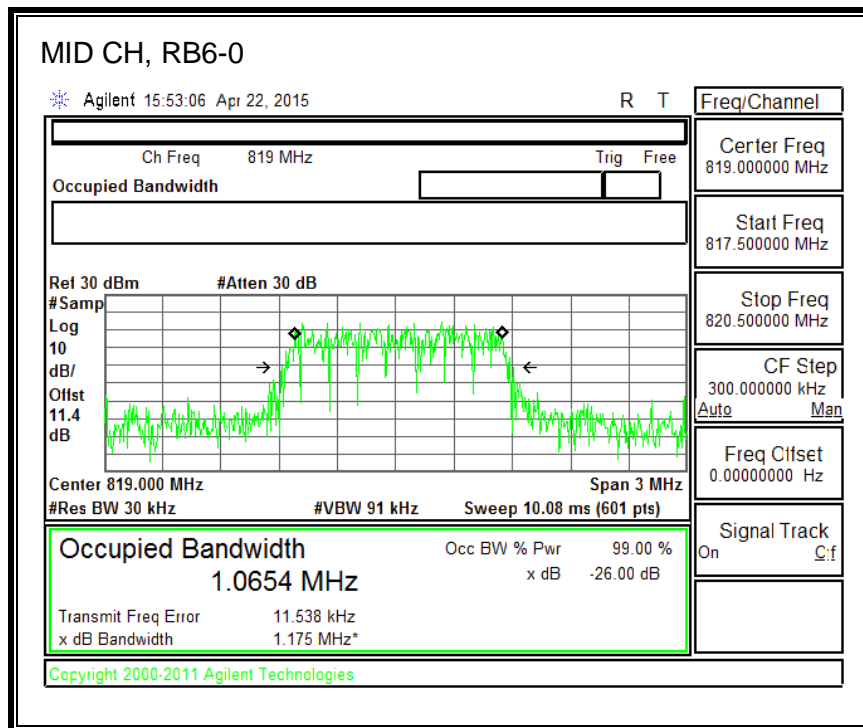 MID CH, RB6-0
Agilent 15:53:06 Apr 22, 2015 R T
Ch Freq 819 MHz Trig Free
Occupied Bandwidth
Ref 30 dBm #Atten 30 dB
#Samp
Log
10
dB/
Offst
11.4
dB
Center 819.000 MHz Span 3 MHz
#Res BW 30 kHz #VBW 91 kHz Sweep 10.08 ms (601 pts)
Occupied Bandwidth Occ BW % Pwr 99.00 %
1.0654 MHz x dB -26.00 dB
Transmit Freq Error 11.538 kHz
x dB Bandwidth 1.175 MHz*
Copyright 2000-2011 Agilent Technologies
Freq/Channel
Center Freq
819.000000 MHz
Start Freq
817.500000 MHz
Stop Freq
820.500000 MHz
CF Step
300.000000 kHz
Auto Man
Freq Offset
0.00000000 Hz
Signal Track
On